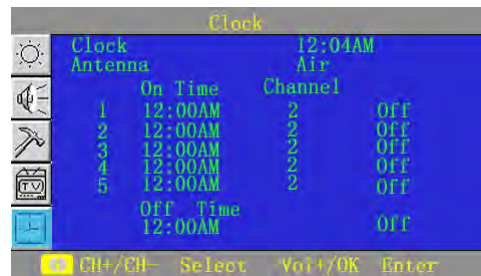 Clock
Clock 12:04AM
Antenna Air
On Time Channel
1 12:00AM 2 Off
2 12:00AM 2 Off
3 12:00AM 2 Off
4 12:00AM 2 Off
5 12:00AM 2 Off
Off Time
12:00AM Off
TV
CH+/CH- Select Vol+/OK Enter